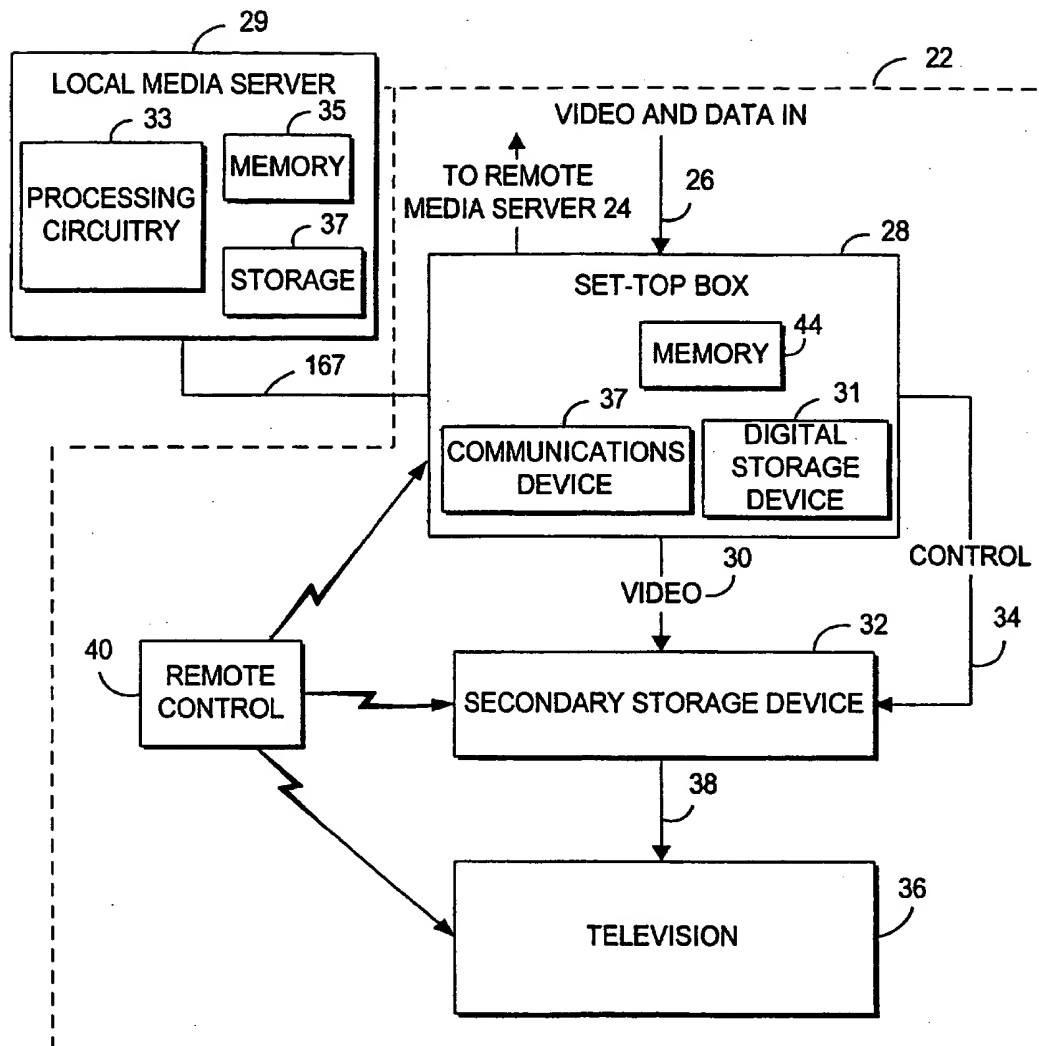 29
LOCAL MEDIA SERVER
33
35
PROCESSING
CIRCUITRY
MEMORY
37
STORAGE
167
22
VIDEO AND DATA IN
TO REMOTE
MEDIA SERVER 24
26
28
SET-TOP BOX
MEMORY
44
37
COMMUNICATIONS
DEVICE
31
DIGITAL
STORAGE
DEVICE
CONTROL
34
VIDEO
30
32
SECONDARY STORAGE DEVICE
40
REMOTE
CONTROL
38
36
TELEVISION